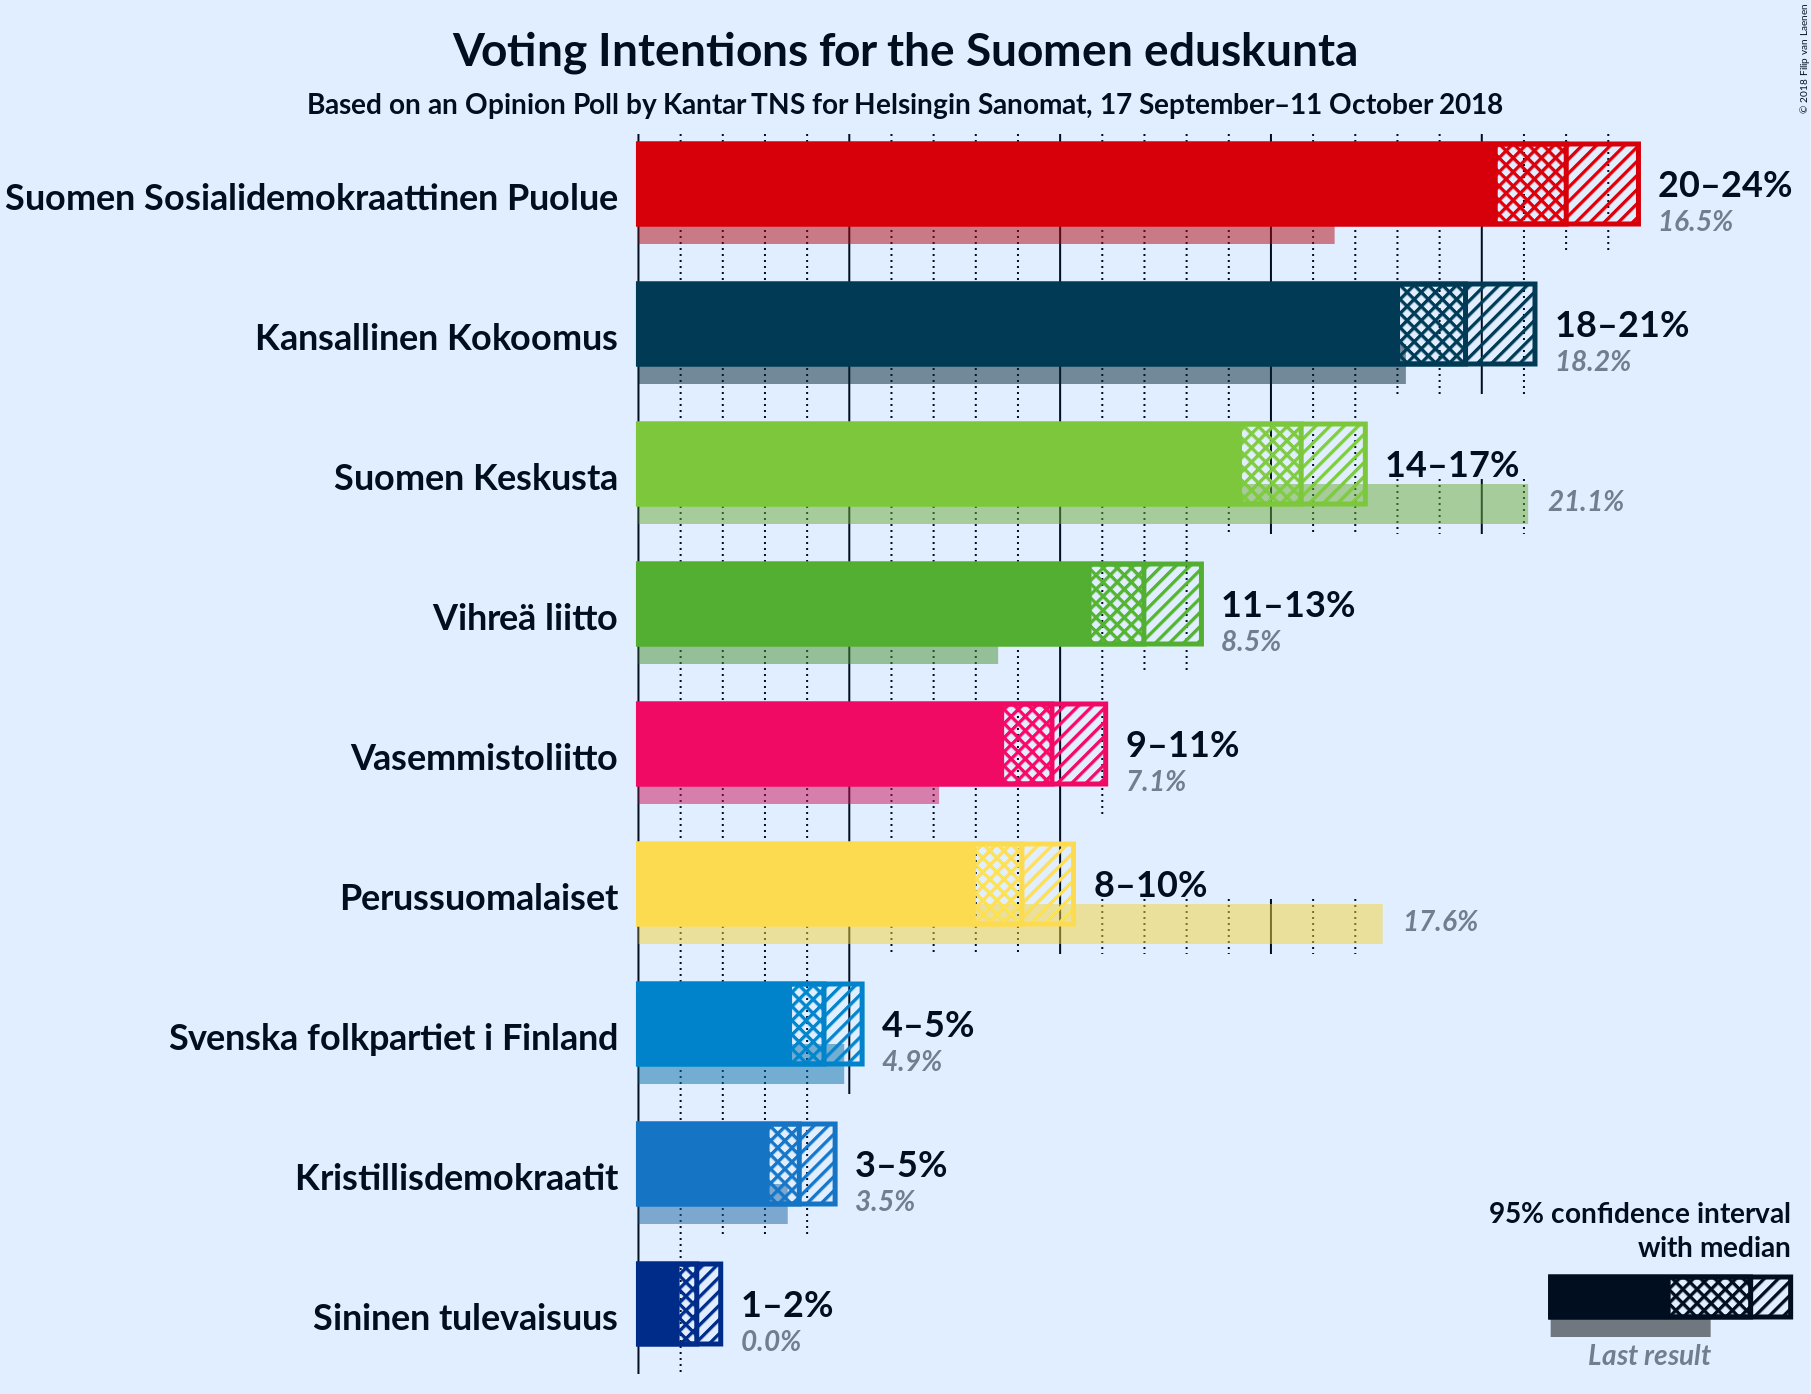 Voting Intentions for the Suomen eduskunta
Based on an Opinion Poll by Kantar TNS for Helsingin Sanomat, 17 September–11 October 2018
© 2018 Filip van Laenen
Suomen Sosialidemokraattinen Puolue
20–24%
16.5%
Kansallinen Kokoomus
18–21%
18.2%
Suomen Keskusta
14–17%
21.1%
Vihreä liitto
11–13%
8.5%
Vasemmistoliitto
9–11%
7.1%
Perussuomalaiset
8–10%
17.6%
Svenska folkpartiet i Finland
4–5%
4.9%
Kristillisdemokraatit
3–5%
3.5%
Sininen tulevaisuus
1–2%
0.0%
95% confidence interval
with median
Last result